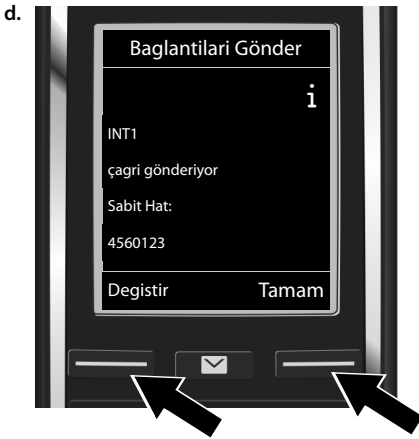 d.
Baglantilari Gönder
i
INT1
çagri gönderiyor
Sabit Hat:
4560123
Degistir Tamam